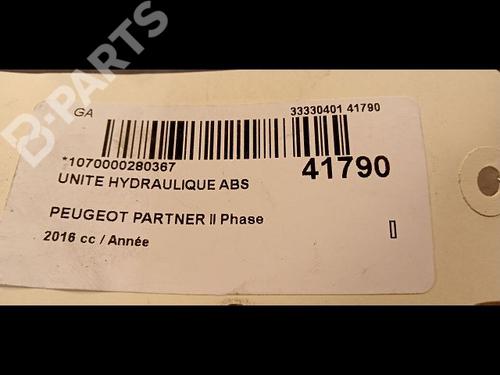 B-PARTS
GA
33330401 41790
*1070000280367
41790
UNITE HYDRAULIQUE ABS
PEUGEOT PARTNER II Phase
2016 cc / Année